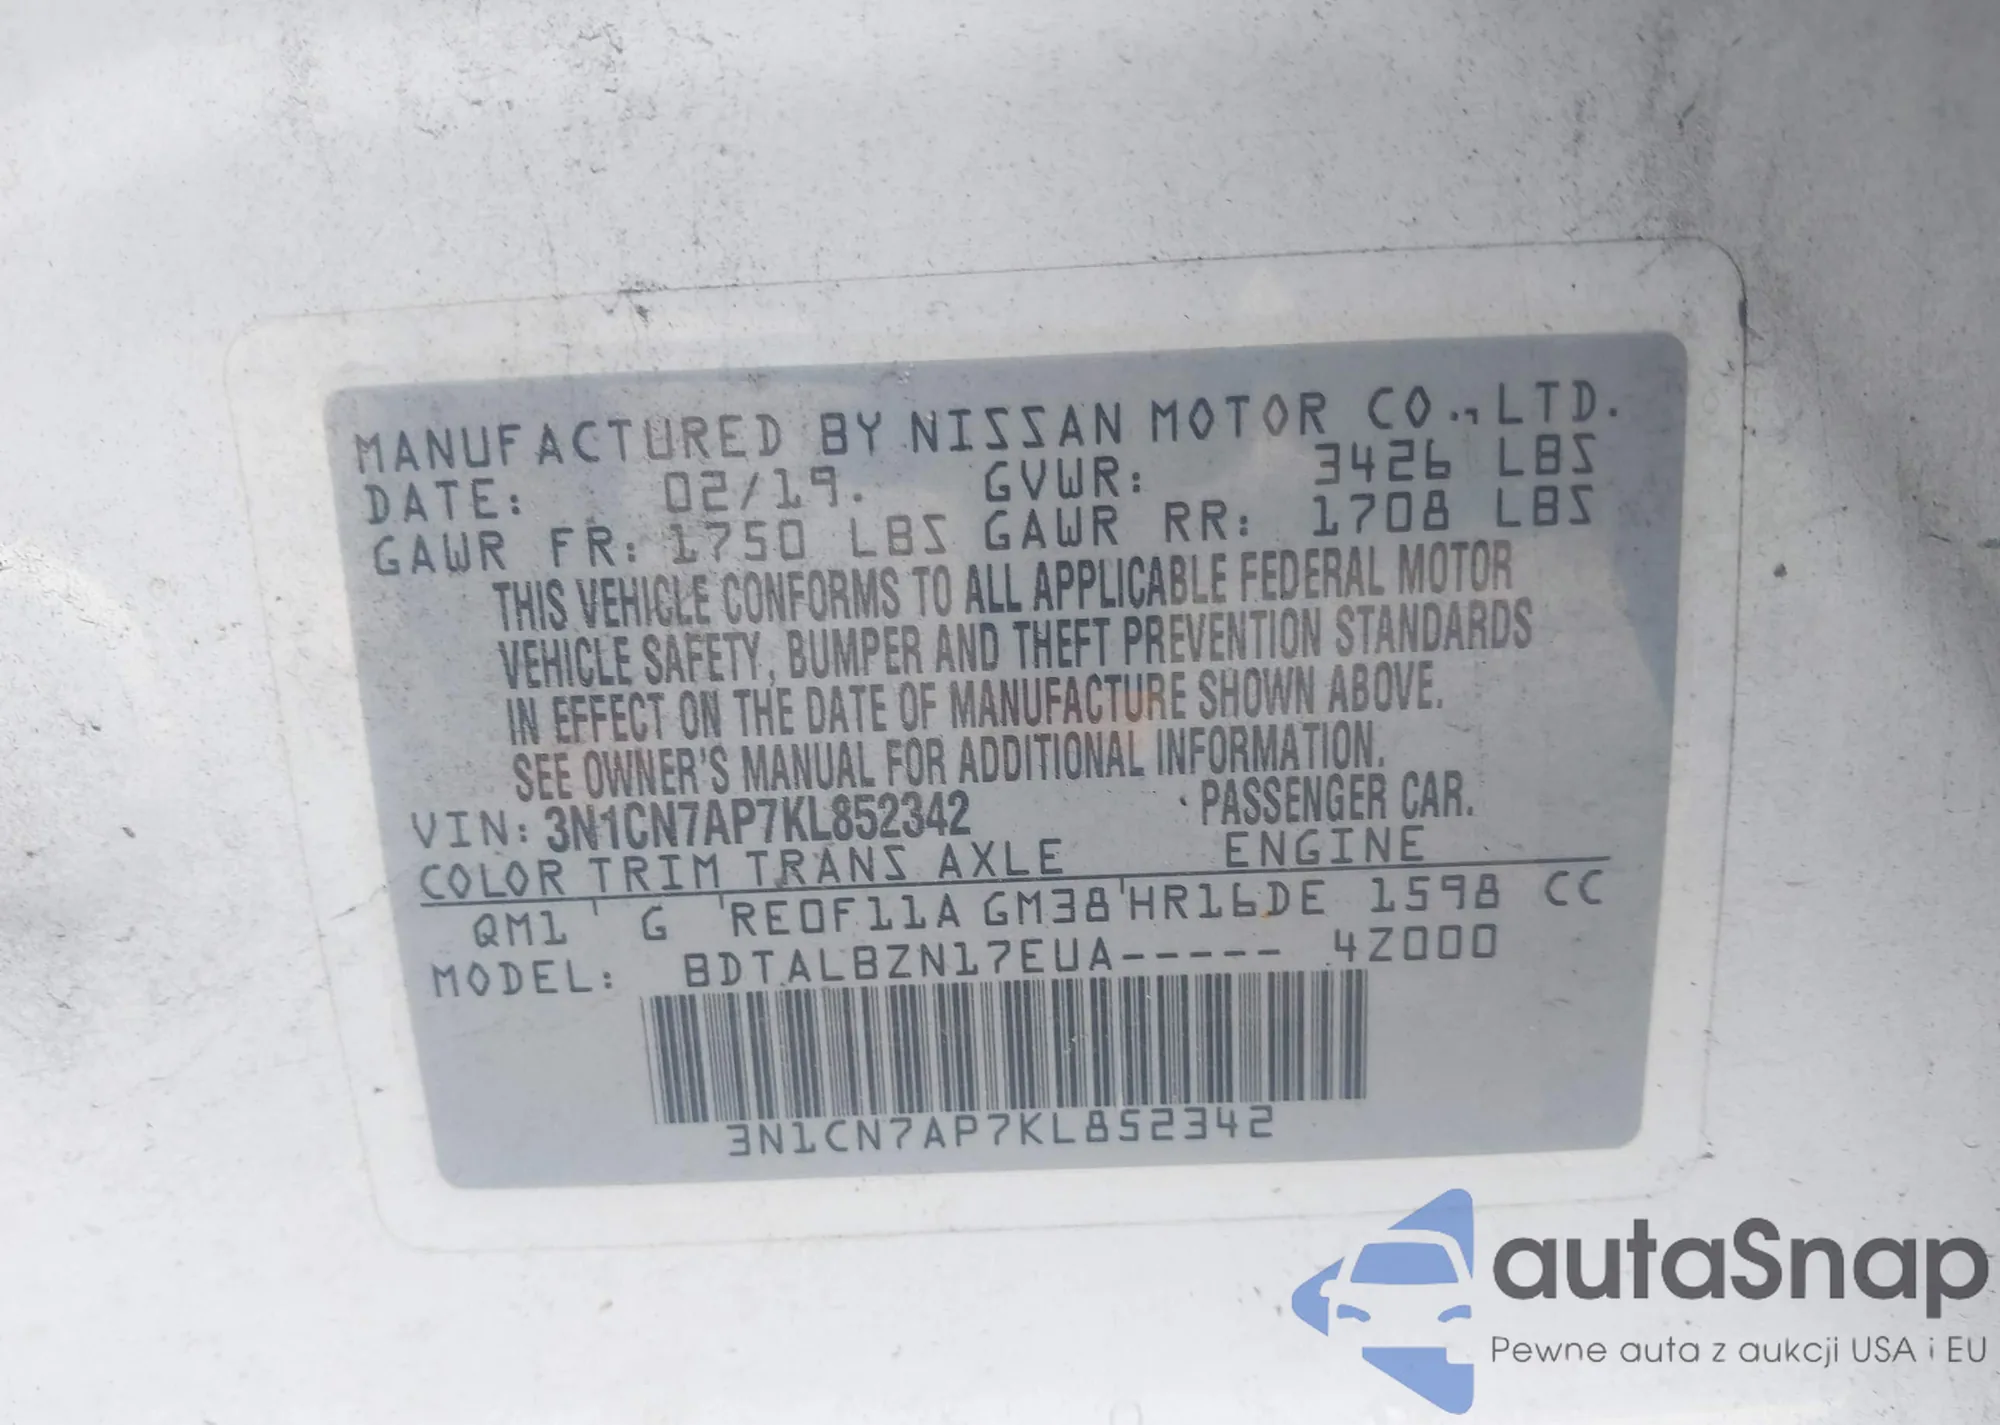 MANUFACTURED BY NISSAN MOTOR CO., LTD.
DATE: 02/19. GVWR: 3426 LBS
GAWR FR: 1750 LBS GAWR RR: 1708 LBS
THIS VEHICLE CONFORMS TO ALL APPLICABLE FEDERAL MOTOR
VEHICLE SAFETY, BUMPER AND THEFT PREVENTION STANDARDS
IN EFFECT ON THE DATE OF MANUFACTURE SHOWN ABOVE.
SEE OWNER'S MANUAL FOR ADDITIONAL INFORMATION.
VIN: 3N1CN7AP7KL852342 PASSENGER CAR.
COLOR TRIM TRANS AXLE ENGINE
QM1 G RE0F11A GM38 HR16DE 1598 CC
MODEL: BDTALBZN17EUA----- 4Z000
3N1CN7AP7KL852342
autaSnap
Pewne auta z aukcji USA i EU